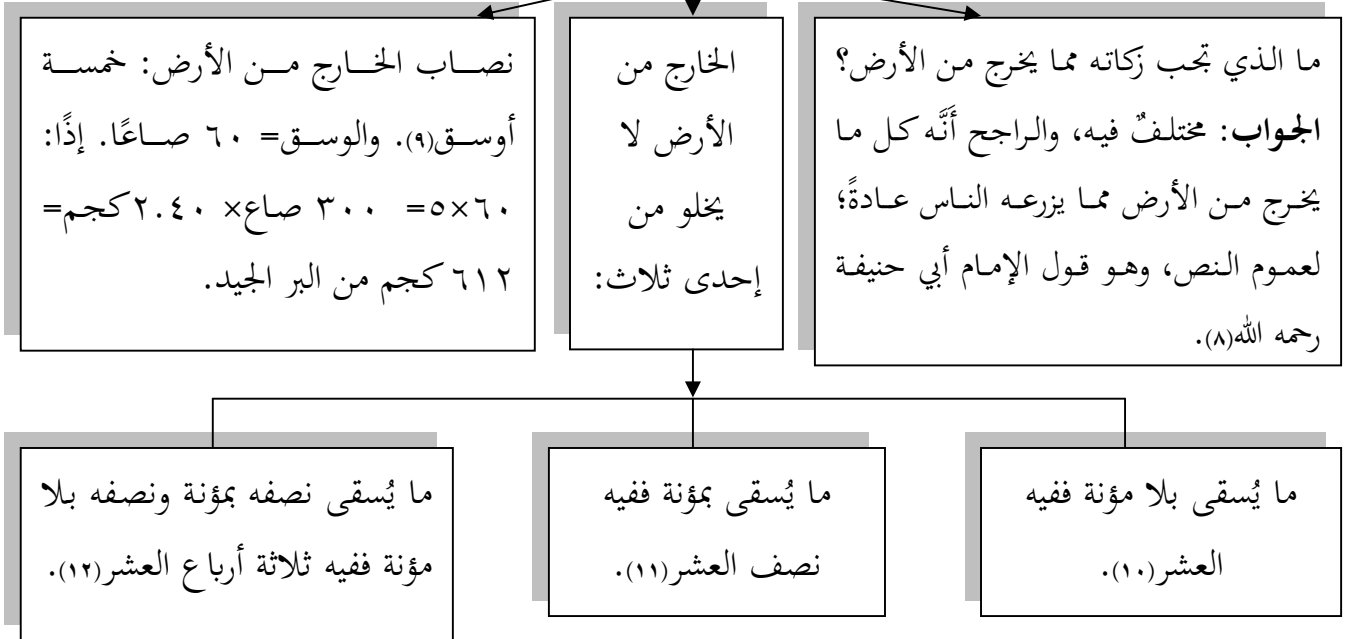 ما الذي تجب زكاته مما يخرج من الأرض؟
الجواب: مختلفٌ فيه، والراجح أنَّه كل ما
يخرج من الأرض مما يزرعه الناس عادةً؛
لعموم النص، وهو قول الإمام أبي حنيفة
رحمه الله(٨).
الخارج من
الأرض لا
يخلو من
إحدى ثلاث:
نصاب الخارج من الأرض: خمسة
أوسق(٩). والوسق= ٦٠ صاعًا. إذًا:
٦٠×٥= ٣٠٠ صاع× ٢.٤٠ كجم=
٦١٢ كجم من البر الجيد.
ما يُسقى بلا مؤنة ففيه
العشر(١٠).
ما يُسقى بمؤنة ففيه
نصف العشر(١١).
ما يُسقى نصفه بمؤنة ونصفه بلا
مؤنة ففيه ثلاثة أرباع العشر(١٢).